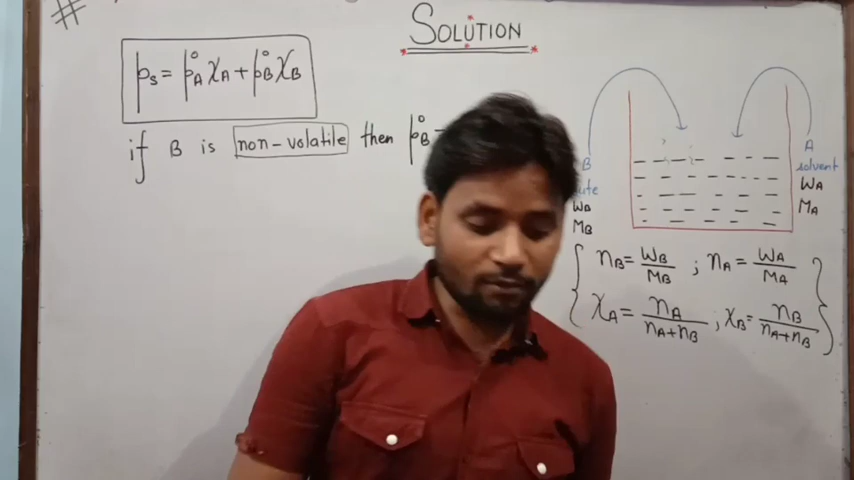 #
SOLUTION
pₛ = p°A χA + p°B χB
if B is non-volatile then p°B
B
WB
MB
A
solvent
WA
MA
nB = WB/MB ; nA = WA/MA
χA = nA/nA+nB ; χB = nB/nA+nB